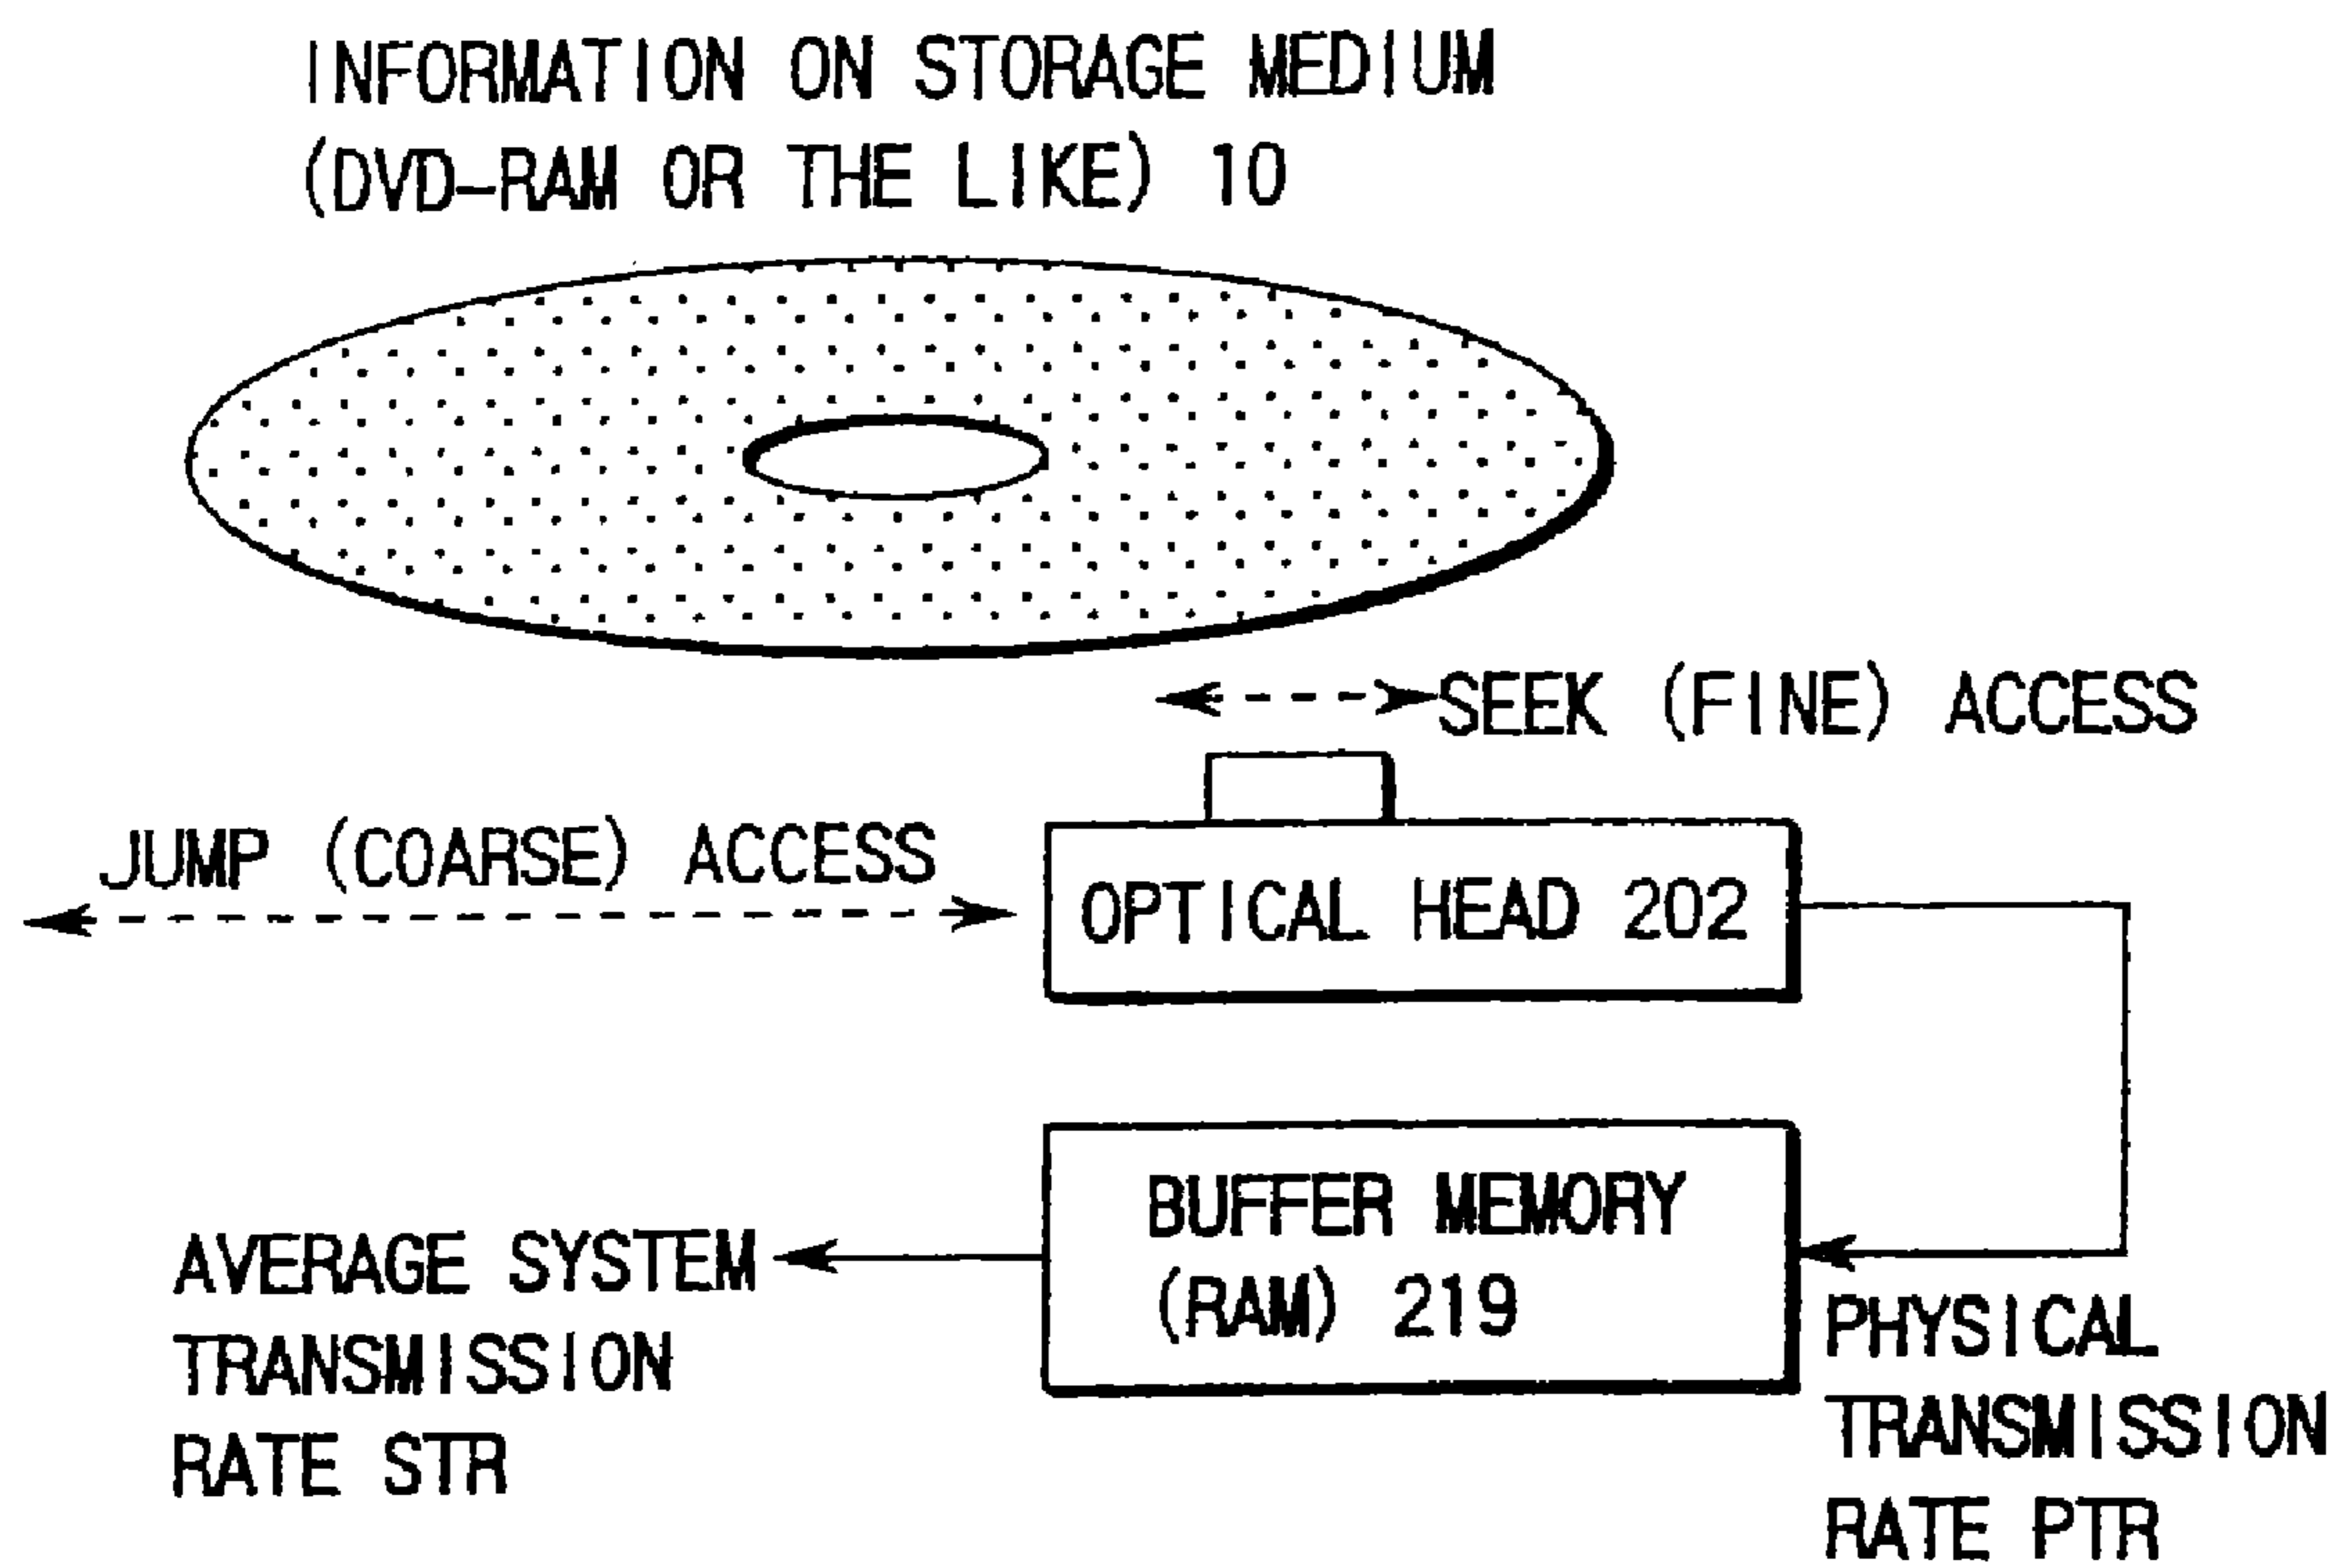 INFORMATION ON STORAGE MEDIUM
(DVD-RAM OR THE LIKE) 10
SEEK (FINE) ACCESS
JUMP (COARSE) ACCESS
OPTICAL HEAD 202
BUFFER MEMORY
(RAM) 219
AVERAGE SYSTEM
TRANSMISSION
RATE STR
PHYSICAL
TRANSMISSION
RATE PTR